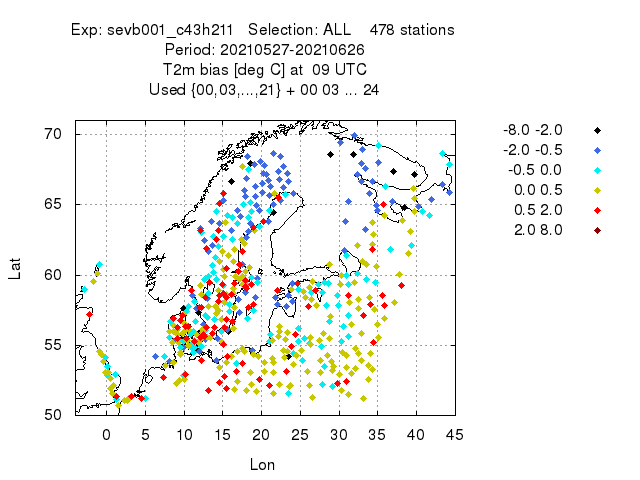 Exp: sevb001_c43h211   Selection: ALL    478 stations
Period: 20210527-20210626
T2m bias [deg C] at  09 UTC
Used {00,03,...,21} + 00 03 ... 24
70
65
60
55
50
0 5 10 15 20 25 30 35 40 45
Lat
Lon
-8.0 -2.0
-2.0 -0.5
-0.5 0.0
0.0 0.5
0.5 2.0
2.0 8.0